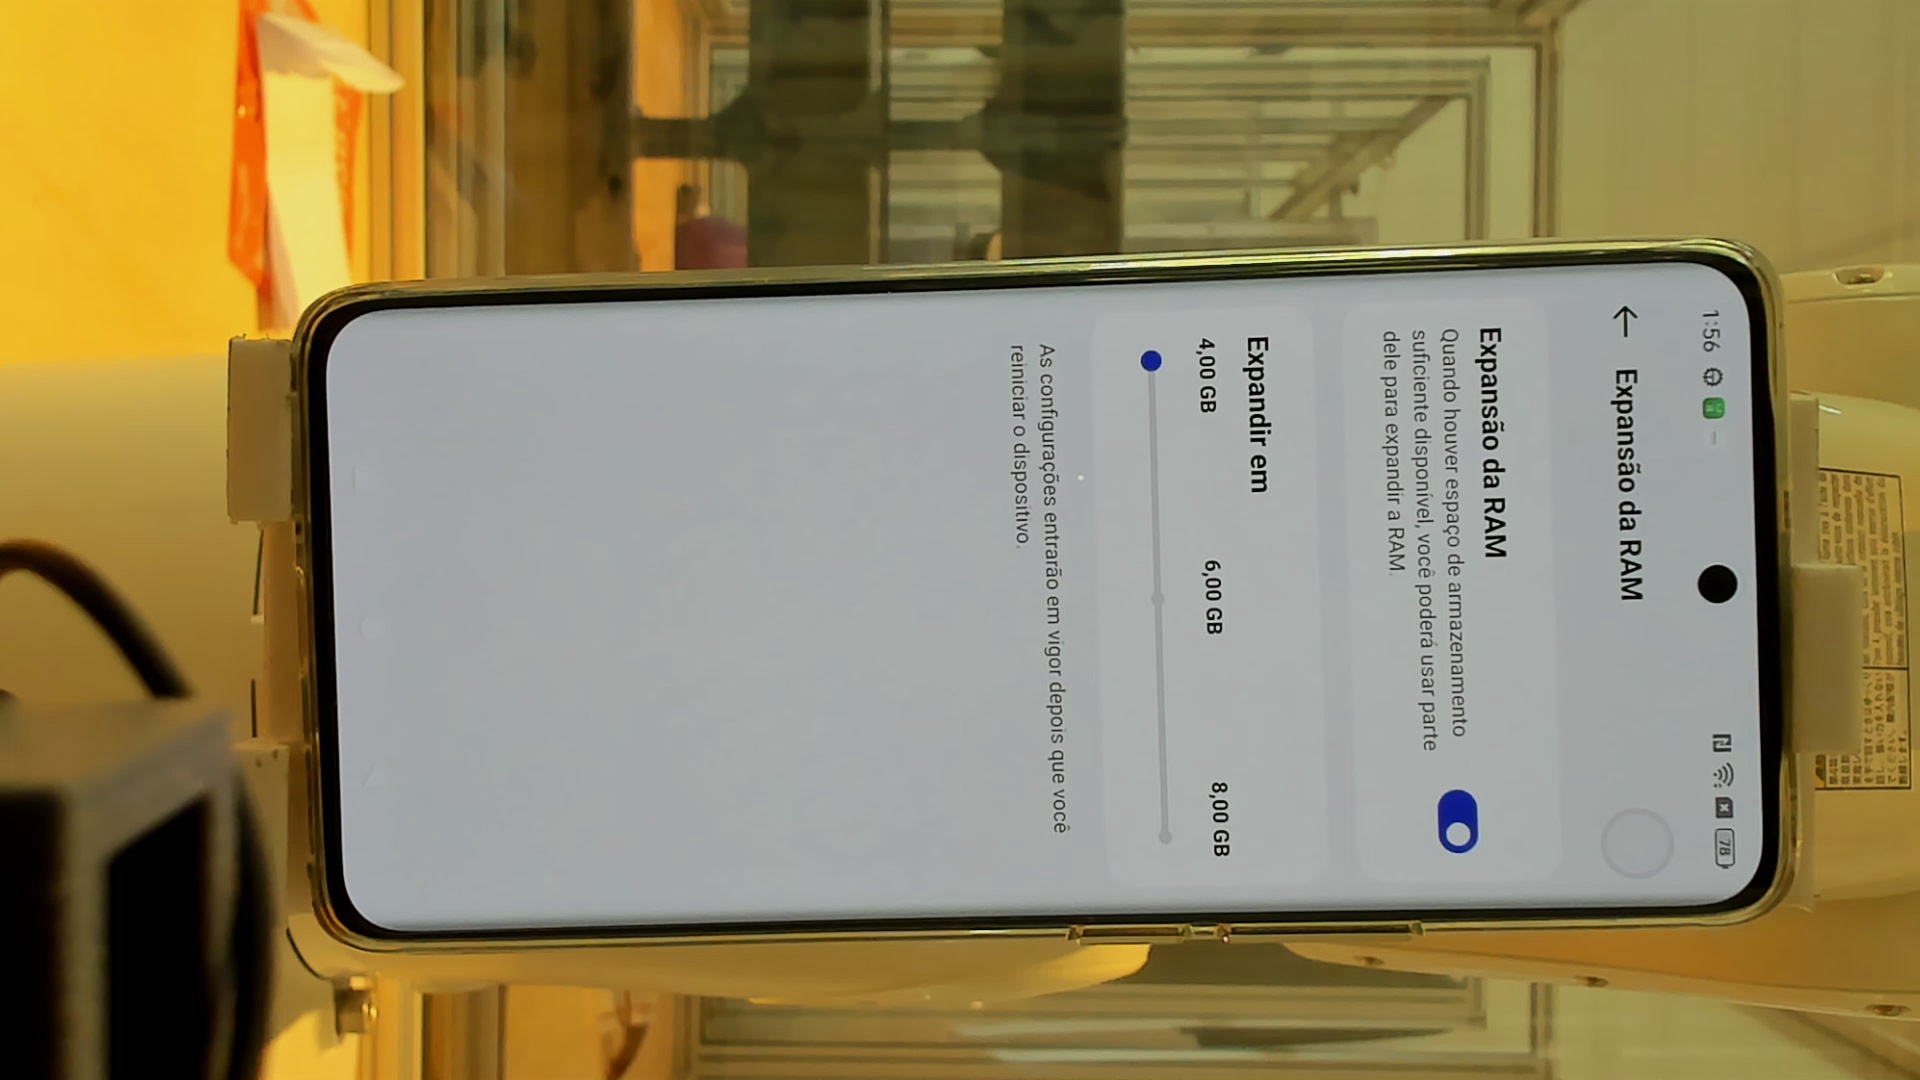 1:56
78
Expansão da RAM
Expansão da RAM
Quando houver espaço de armazenamento
suficiente disponível, você poderá usar parte
dele para expandir a RAM.
Expandir em
4,00 GB 6,00 GB 8,00 GB
As configurações entrarão em vigor depois que você
reiniciar o dispositivo.